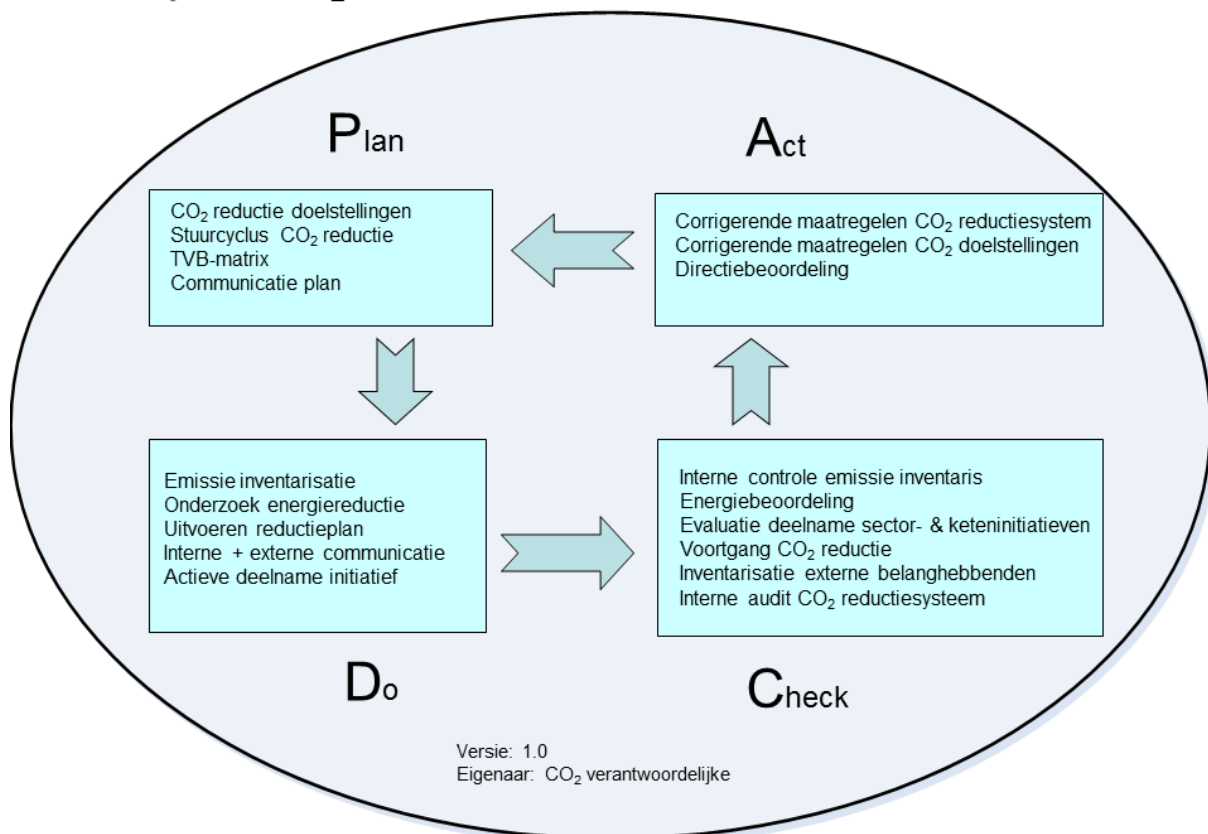 Plan
CO₂ reductie doelstellingen
Stuurcyclus CO₂ reductie
TVB-matrix
Communicatie plan
Act
Corrigerende maatregelen CO₂ reductiesystem
Corrigerende maatregelen CO₂ doelstellingen
Directiebeoordeling
Emissie inventarisatie
Onderzoek energiereductie
Uitvoeren reductieplan
Interne + externe communicatie
Actieve deelname initiatief
Do
Interne controle emissie inventaris
Energiebeoordeling
Evaluatie deelname sector- & keteninitiatieven
Voortgang CO₂ reductie
Inventarisatie externe belanghebbenden
Interne audit CO₂ reductiesysteem
Check
Versie: 1.0
Eigenaar: CO₂ verantwoordelijke